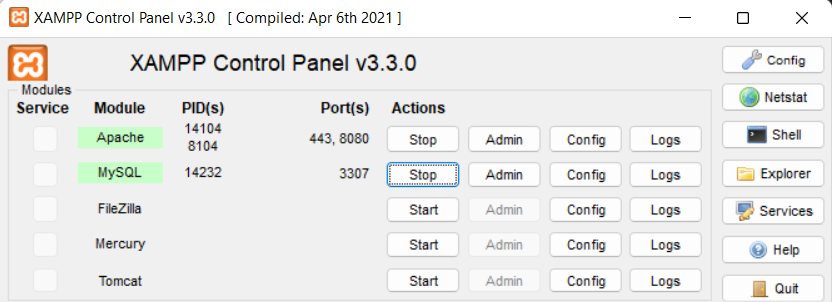 XAMPP Control Panel v3.3.0 [ Compiled: Apr 6th 2021 ]
XAMPP Control Panel v3.3.0
Modules
Service Module PID(s) Port(s) Actions
Apache 14104 8104 443, 8080 Stop Admin Config Logs
MySQL 14232 3307 Stop Admin Config Logs
FileZilla Start Admin Config Logs
Mercury Start Admin Config Logs
Tomcat Start Admin Config Logs
Config
Netstat
Shell
Explorer
Services
Help
Quit